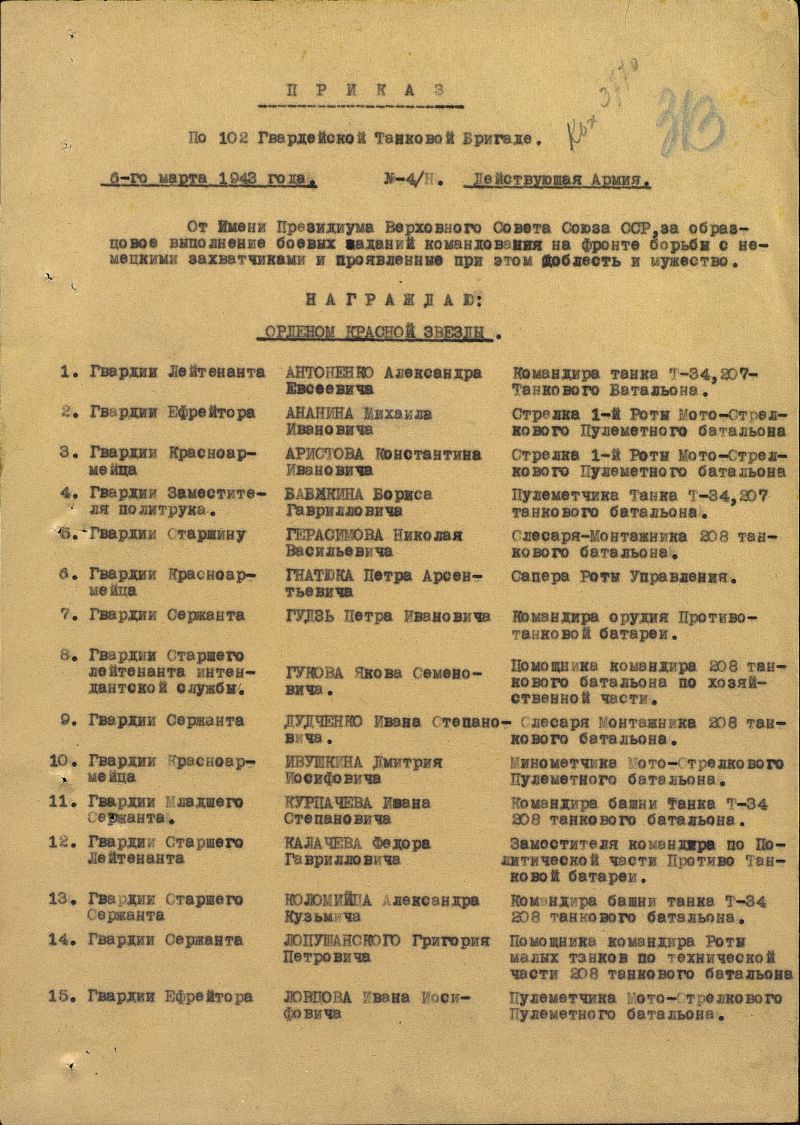 П Р И К А З
По 102 Гвардейской Танковой Бригаде.
6-го марта 1943 года. №-4/Н. Действующая Армия.
От Имени Президиума Верховного Совета Союза ССР,за образ-
цовое выполнение боевых заданий командования на фронте борьбы с не-
мецкими захватчиками и проявленные при этом доблесть и мужество.
Н А Г Р А Ж Д А Ю:
ОРДЕНОМ КРАСНОЙ ЗВЕЗДЫ.
1. Гвардии Лейтенанта АНТОНЕНКО Александра Командира танка Т-34,207-
Евсеевича Танкового Батальона.
2. Гвардии Ефрейтора АНАНИНА Михаила Стрелка 1-й Роты Мото-Стрел-
Ивановича кового Пулеметного батальона
3. Гвардии Красноар- АРИСТОВА Константина Стрелка 1-й Роты Мото-Стрел-
мейца Ивановича кового Пулеметного батальона
4. Гвардии Заместите- БАБИКИНА Бориса Пулеметчика Танка Т-34,207
ля политрука. Гаврилловича танкового батальона.
5. Гвардии Старшину ГЕРАСИМОВА Николая Слесаря-Монтажника 208 тан-
Васильевича кового батальона.
6. Гвардии Красноар- ГНАТЮКА Петра Арсен- Сапера Роты Управления.
мейца тьевича
7. Гвардии Сержанта ГУДЗЬ Петра Ивановича Командира орудия Противо-
танковой батареи.
8. Гвардии Старшего
лейтенанта интен- ГУКОВА Якова Семено- Помощника командира 208 тан-
дантской службы. вича. кового батальона по хозяй-
ственной части.
9. Гвардии Сержанта ДУДЧЕНКО Ивана Степано- Слесаря Монтажника 208 тан-
вича. кового батальона.
10. Гвардии Красноар- ИВУШКИНА Дмитрия Минометчика Мото-Стрелкового
мейца Иосифовича Пулеметного батальона.
11. Гвардии Младшего КУРПАЧЕВА Ивана Командира башни Танка Т-34
Сержанта. Степановича 208 танкового батальона.
12. Гвардии Старшего КАЛАЧЕВА Федора Заместителя командира по По-
Лейтенанта Гаврилловича литической части Противо Тан-
ковой батареи.
13. Гвардии Старшего КОЛОМИЙЦА Александра Командира башни танка Т-34
Сержанта Кузьмича 208 танкового батальона.
14. Гвардии Сержанта ЛОПУШАНСКОГО Григория Помощника командира Роты
Петровича малых танков по технической
части 208 танкового батальона
15. Гвардии Ефрейтора ЛОВЦОВА Ивана Иоси- Пулеметчика Мото-Стрелкового
фовича Пулеметного батальона.